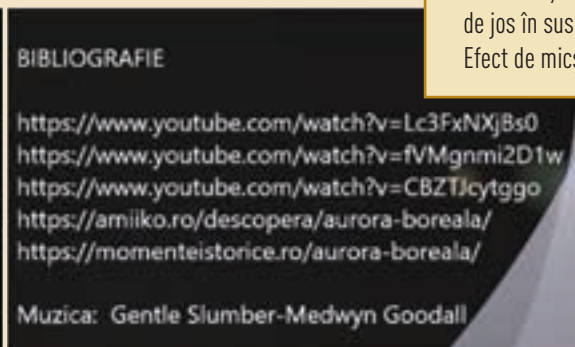 de jos în sus
Efect de mics
BIBLIOGRAFIE
https://www.youtube.com/watch?v=Lc3FxNXjBs0
https://www.youtube.com/watch?v=fVMgnmi2D1w
https://www.youtube.com/watch?v=CBZTJcytggo
https://amiiko.ro/descopera/aurora-boreala/
https://momenteistorice.ro/aurora-boreala/
Muzica: Gentle Slumber-Medwyn Goodall